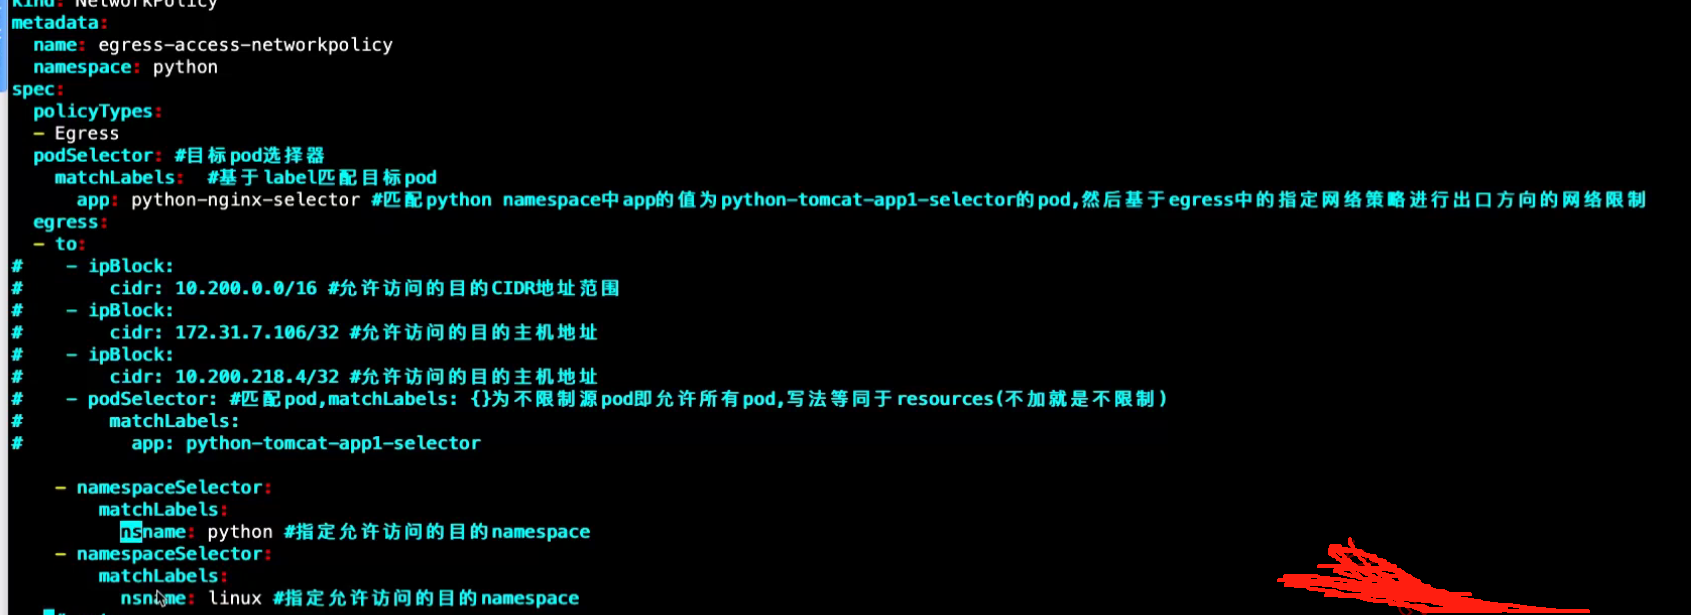 kind: NetworkPolicy
metadata:
  name: egress-access-networkpolicy
  namespace: python
spec:
  policyTypes:
  - Egress
  podSelector: #目标pod选择器
    matchLabels:  #基于label匹配目标pod
      app: python-nginx-selector #匹配python namespace中app的值为python-tomcat-app1-selector的pod,然后基于egress中的指定网络策略进行出口方向的网络限制
  egress:
  - to:
#    - ipBlock:
#        cidr: 10.200.0.0/16 #允许访问的目的CIDR地址范围
#    - ipBlock:
#        cidr: 172.31.7.106/32 #允许访问的目的主机地址
#    - ipBlock:
#        cidr: 10.200.218.4/32 #允许访问的目的主机地址
#    - podSelector: #匹配pod,matchLabels: {}为不限制源pod即允许所有pod,写法等同于resources(不加就是不限制)
#        matchLabels:
#          app: python-tomcat-app1-selector
    - namespaceSelector:
        matchLabels:
          nsname: python #指定允许访问的目的namespace
    - namespaceSelector:
        matchLabels:
          nsname: linux #指定允许访问的目的namespace